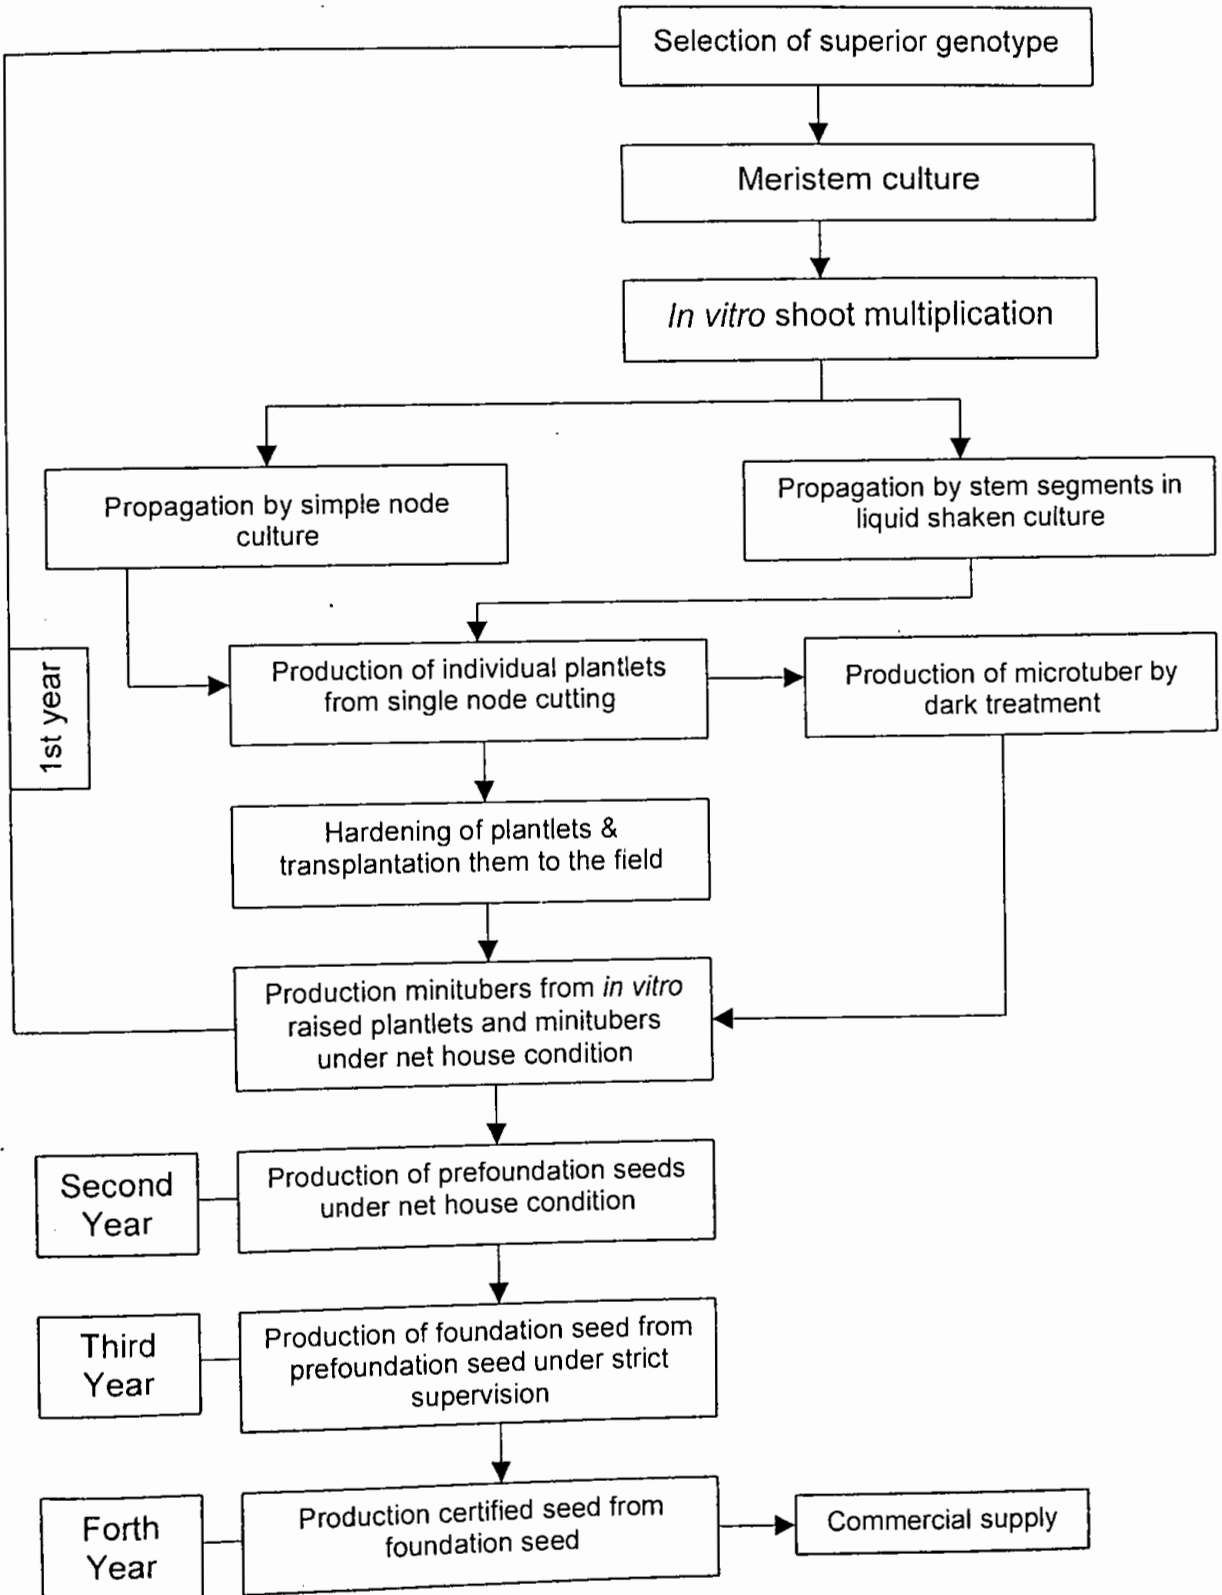 Selection of superior genotype
Meristem culture
In vitro shoot multiplication
Propagation by simple node
culture
Propagation by stem segments in
liquid shaken culture
1st year
Production of individual plantlets
from single node cutting
Production of microtuber by
dark treatment
Hardening of plantlets &
transplantation them to the field
Production minitubers from in vitro
raised plantlets and minitubers
under net house condition
Second
Year
Production of prefoundation seeds
under net house condition
Third
Year
Production of foundation seed from
prefoundation seed under strict
supervision
Forth
Year
Production certified seed from
foundation seed
Commercial supply